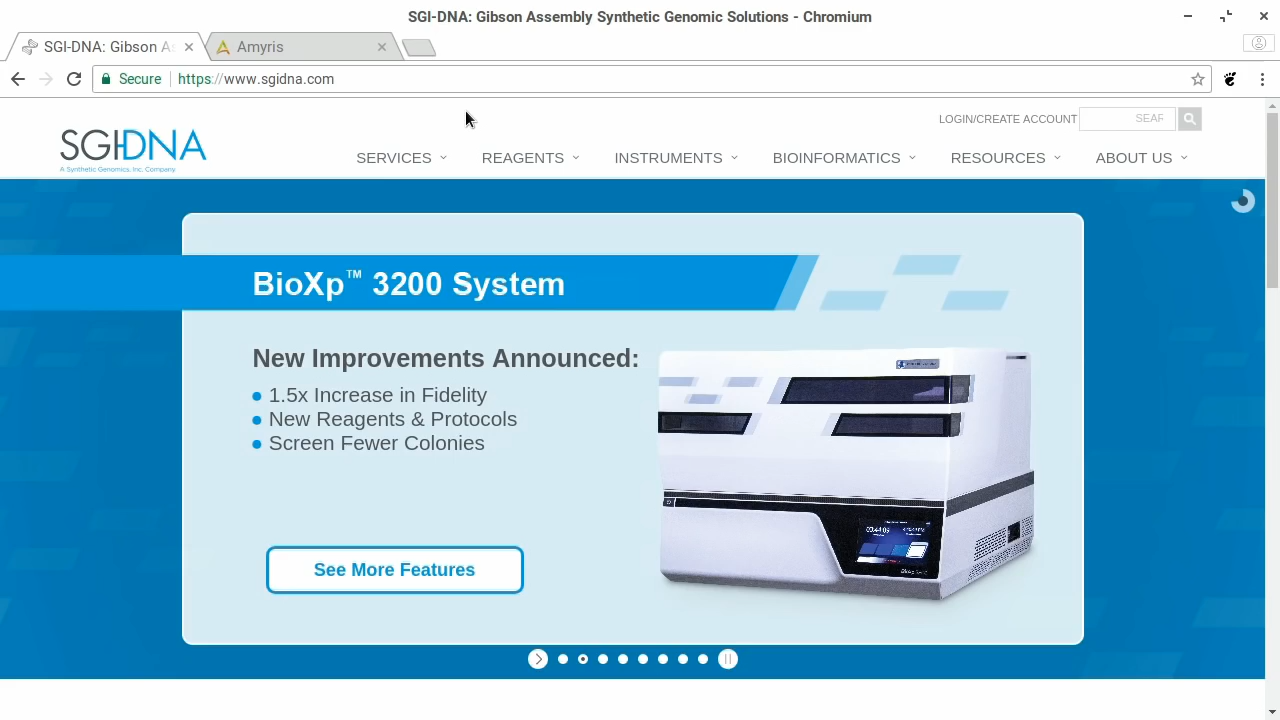 SGI-DNA: Gibson Assembly Synthetic Genomic Solutions - Chromium
SGI-DNA: Gibson As
Amyris
Secure
https://www.sgidna.com
LOGIN/CREATE ACCOUNT
SEAR
SGI-DNA
A Synthetic Genomics, Inc. Company
SERVICES
REAGENTS
INSTRUMENTS
BIOINFORMATICS
RESOURCES
ABOUT US
BioXp™ 3200 System
New Improvements Announced:
1.5x Increase in Fidelity
New Reagents & Protocols
Screen Fewer Colonies
See More Features